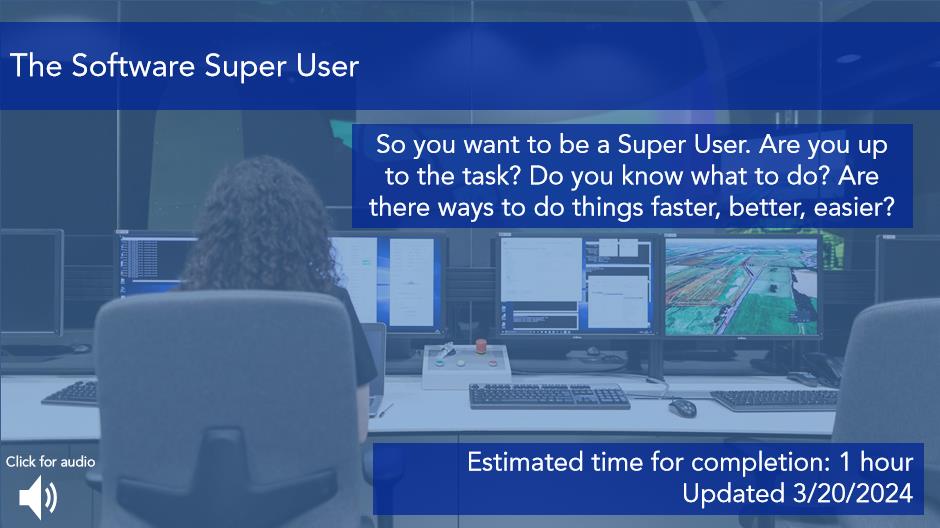 The Software Super User
So you want to be a Super User. Are you up
to the task? Do you know what to do? Are
there ways to do things faster, better, easier?
Click for audio
Estimated time for completion: 1 hour
Updated 3/20/2024